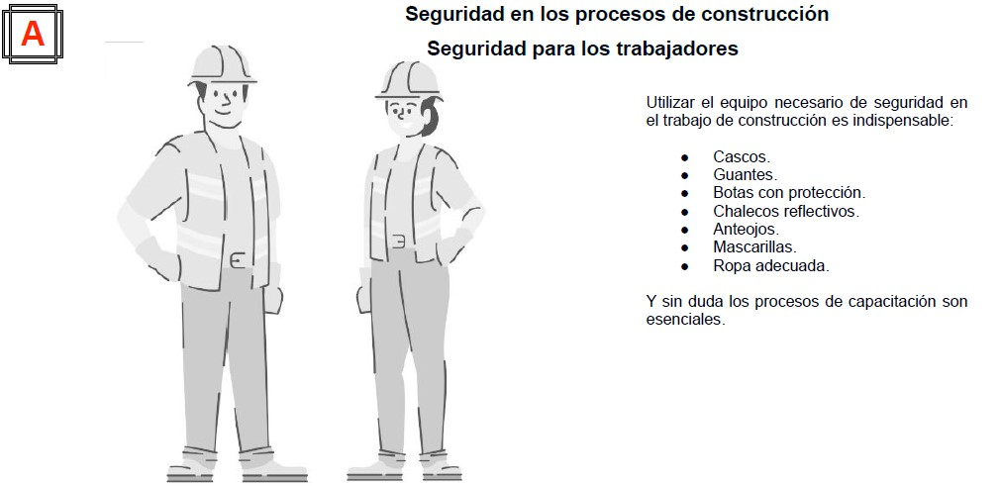 A
Seguridad en los procesos de construcción
Seguridad para los trabajadores
Utilizar el equipo necesario de seguridad en
el trabajo de construcción es indispensable:
● Cascos.
● Guantes.
● Botas con protección.
● Chalecos reflectivos.
● Anteojos.
● Mascarillas.
● Ropa adecuada.
Y sin duda los procesos de capacitación son
esenciales.